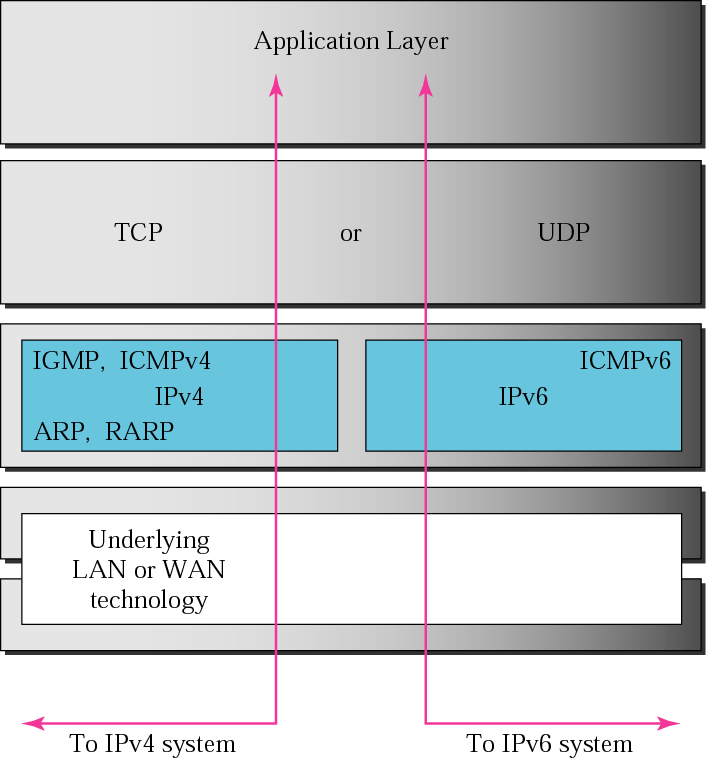 Application Layer
TCP or UDP
IGMP, ICMPv4
IPv4
ARP, RARP
ICMPv6
IPv6
Underlying
LAN or WAN
technology
To IPv4 system
To IPv6 system